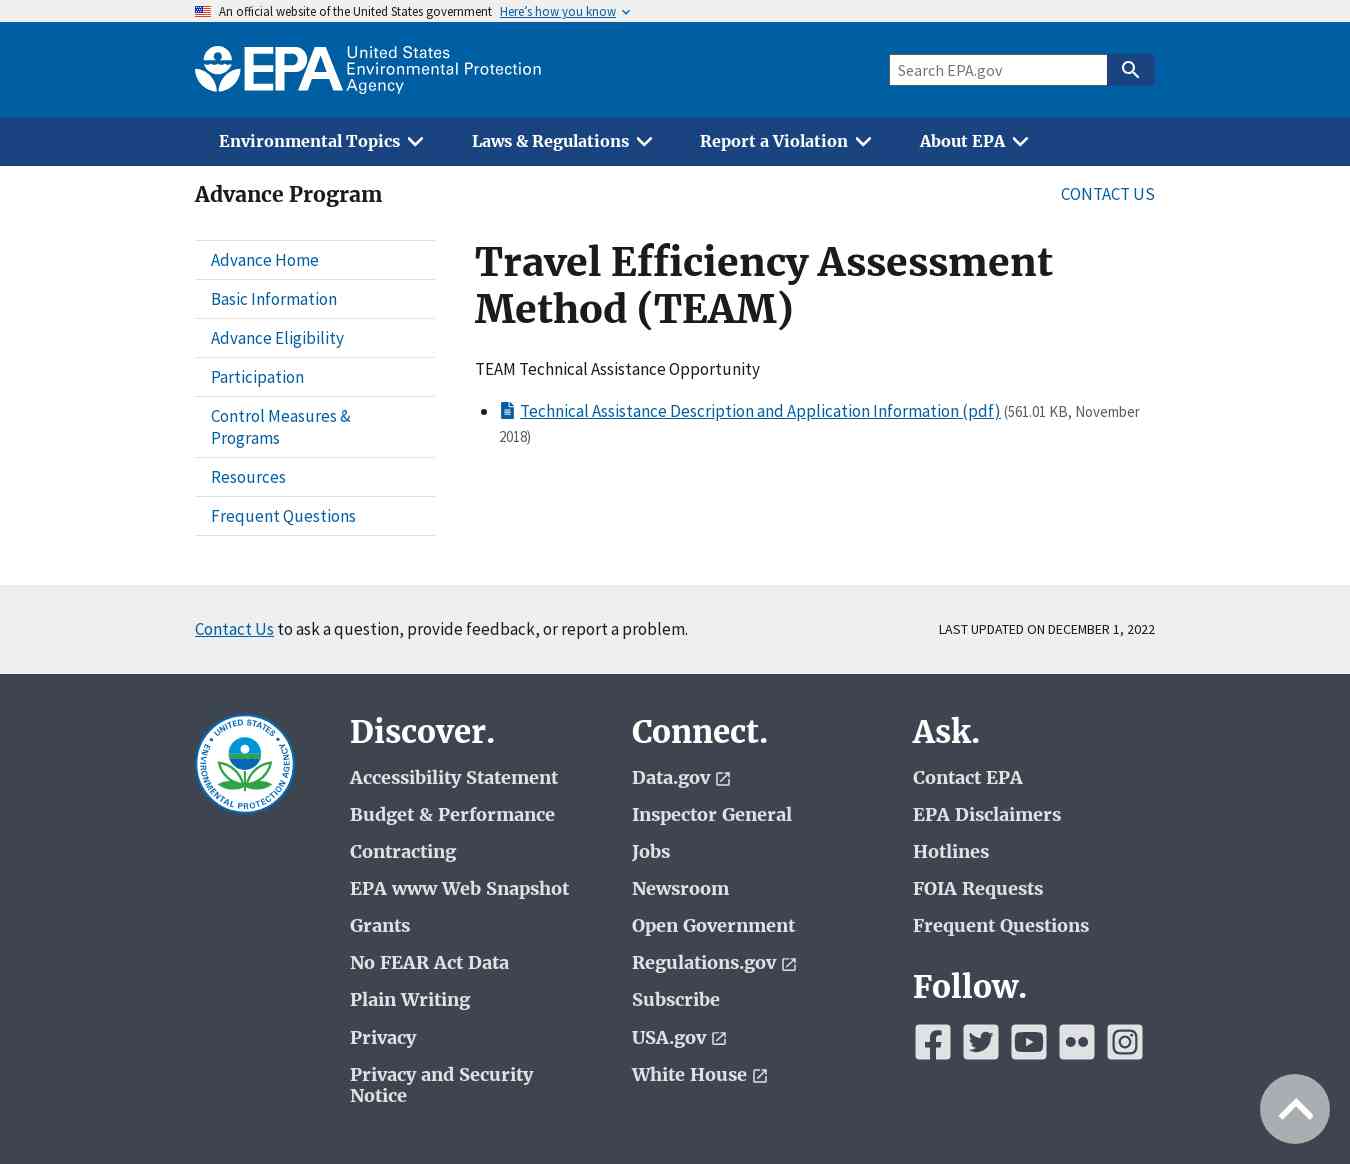 An official website of the United States government Here's how you know
EPA United States
Environmental Protection
Agency
Search EPA.gov
Environmental Topics Laws & Regulations Report a Violation About EPA
Advance Program CONTACT US
Advance Home
Basic Information
Advance Eligibility
Participation
Control Measures &
Programs
Resources
Frequent Questions
Travel Efficiency Assessment
Method (TEAM)
TEAM Technical Assistance Opportunity
Technical Assistance Description and Application Information (pdf) (561.01 KB, November
2018)
Contact Us to ask a question, provide feedback, or report a problem. LAST UPDATED ON DECEMBER 1, 2022
UNITED STATES
ENVIRONMENTAL PROTECTION AGENCY
Discover.
Accessibility Statement
Budget & Performance
Contracting
EPA www Web Snapshot
Grants
No FEAR Act Data
Plain Writing
Privacy
Privacy and Security
Notice
Connect.
Data.gov
Inspector General
Jobs
Newsroom
Open Government
Regulations.gov
Subscribe
USA.gov
White House
Ask.
Contact EPA
EPA Disclaimers
Hotlines
FOIA Requests
Frequent Questions
Follow.